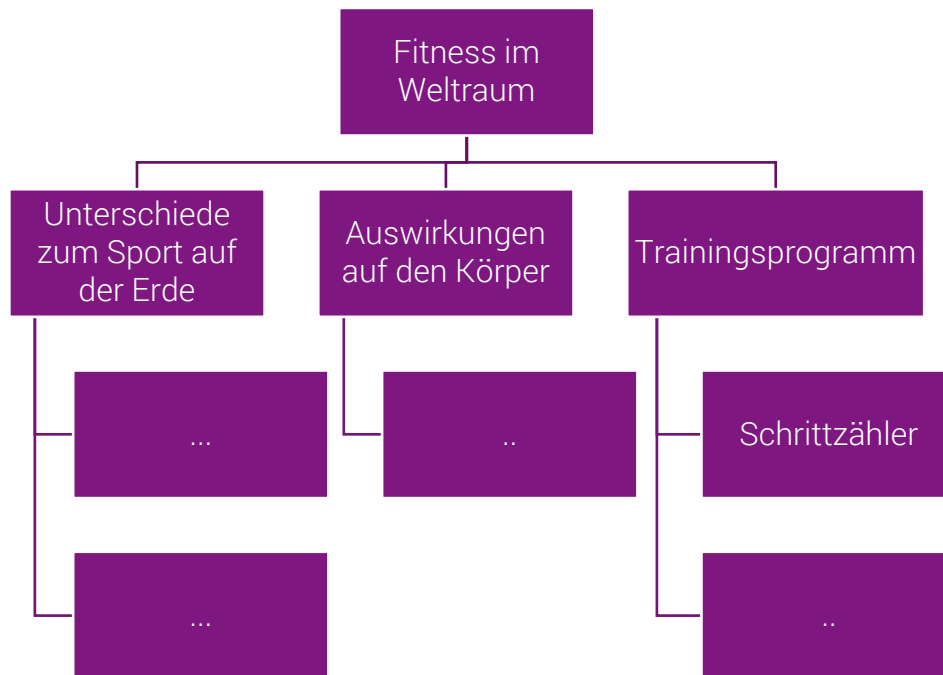 Fitness im
Weltraum
Unterschiede
zum Sport auf
der Erde
Auswirkungen
auf den Körper
Trainingsprogramm
...
..
Schrittzähler
...
..